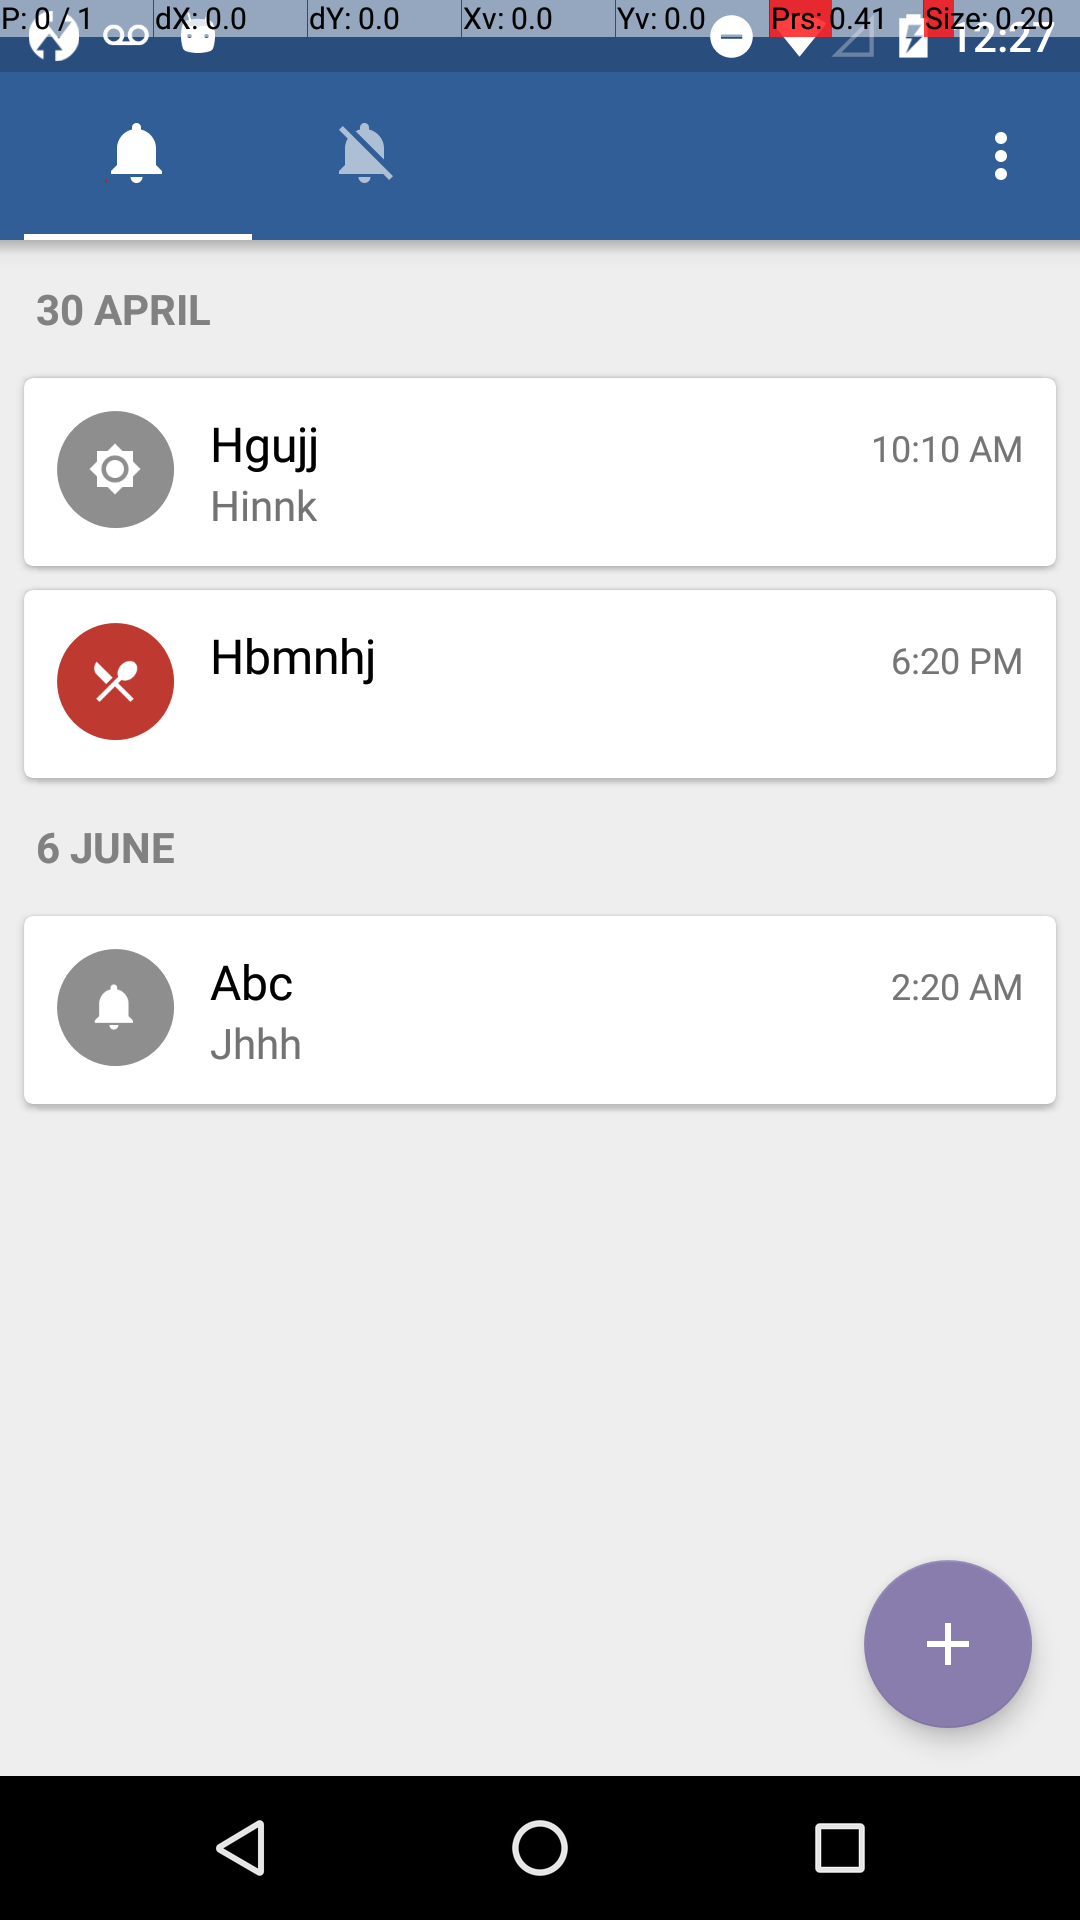 P: 0 / 1 dX: 0.0 dY: 0.0 Xv: 0.0 Yv: 0.0 Prs: 0.41 Size: 0.20
12:27
30 APRIL
Hgujj 10:10 AM
Hinnk
Hbmnhj 6:20 PM
6 JUNE
Abc 2:20 AM
Jhhh